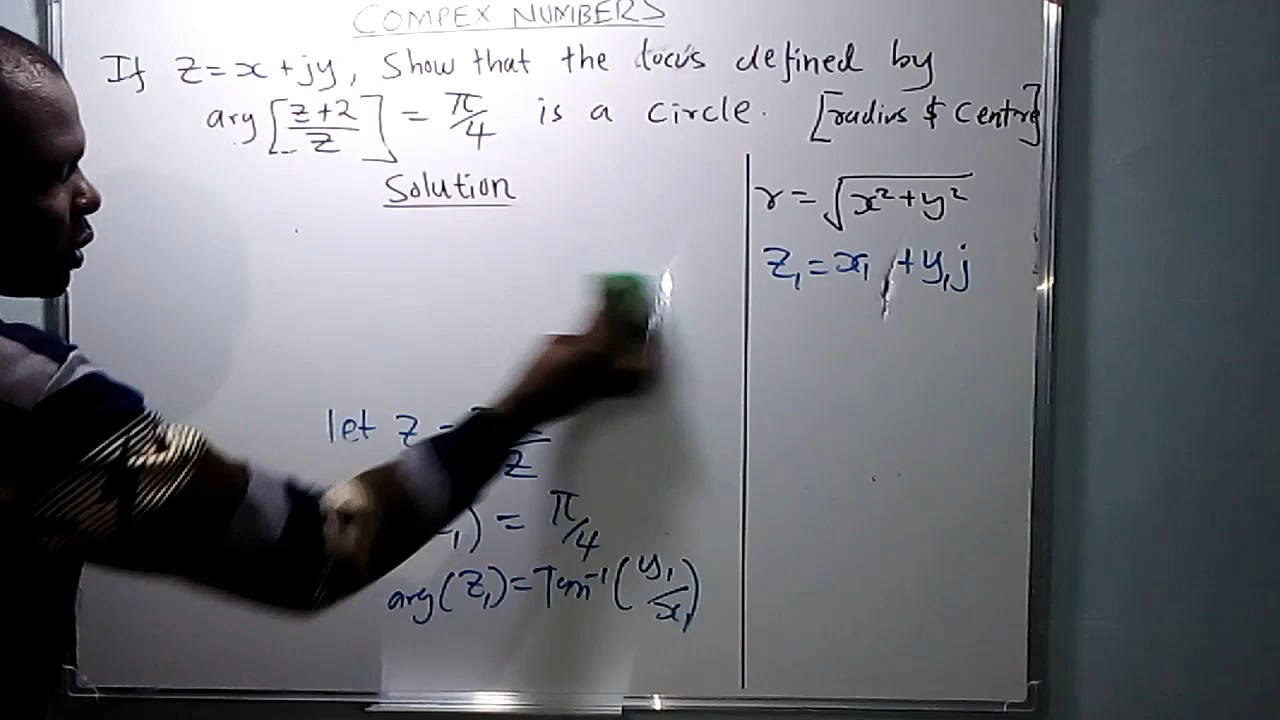 COMPEX NUMBERS
If z=x+jy, Show that the locus defined by
arg[z+2/z] = π/4 is a circle. [radius & Centre]
Solution
r=√x²+y²
z₁=x₁+y₁j
let z
z
₁) = π/4
arg(z₁)=Tan⁻¹(y₁/x₁)